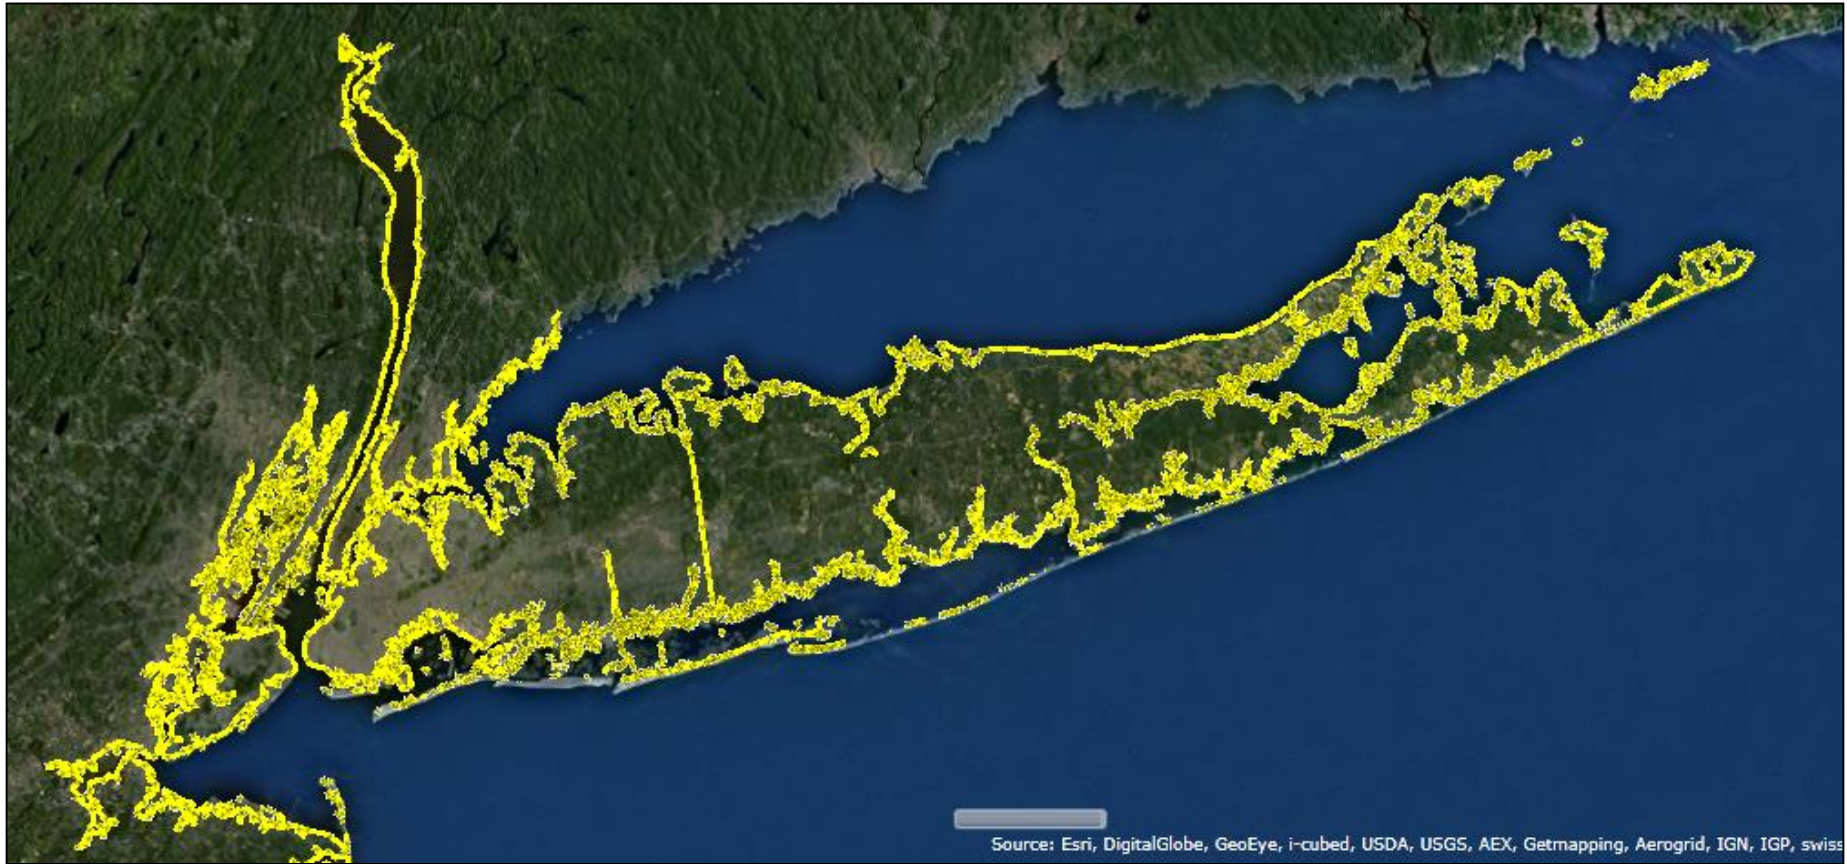 Source: Esri, DigitalGlobe, GeoEye, i-cubed, USDA, USGS, AEX, Getmapping, Aerogrid, IGN, IGP, swiss